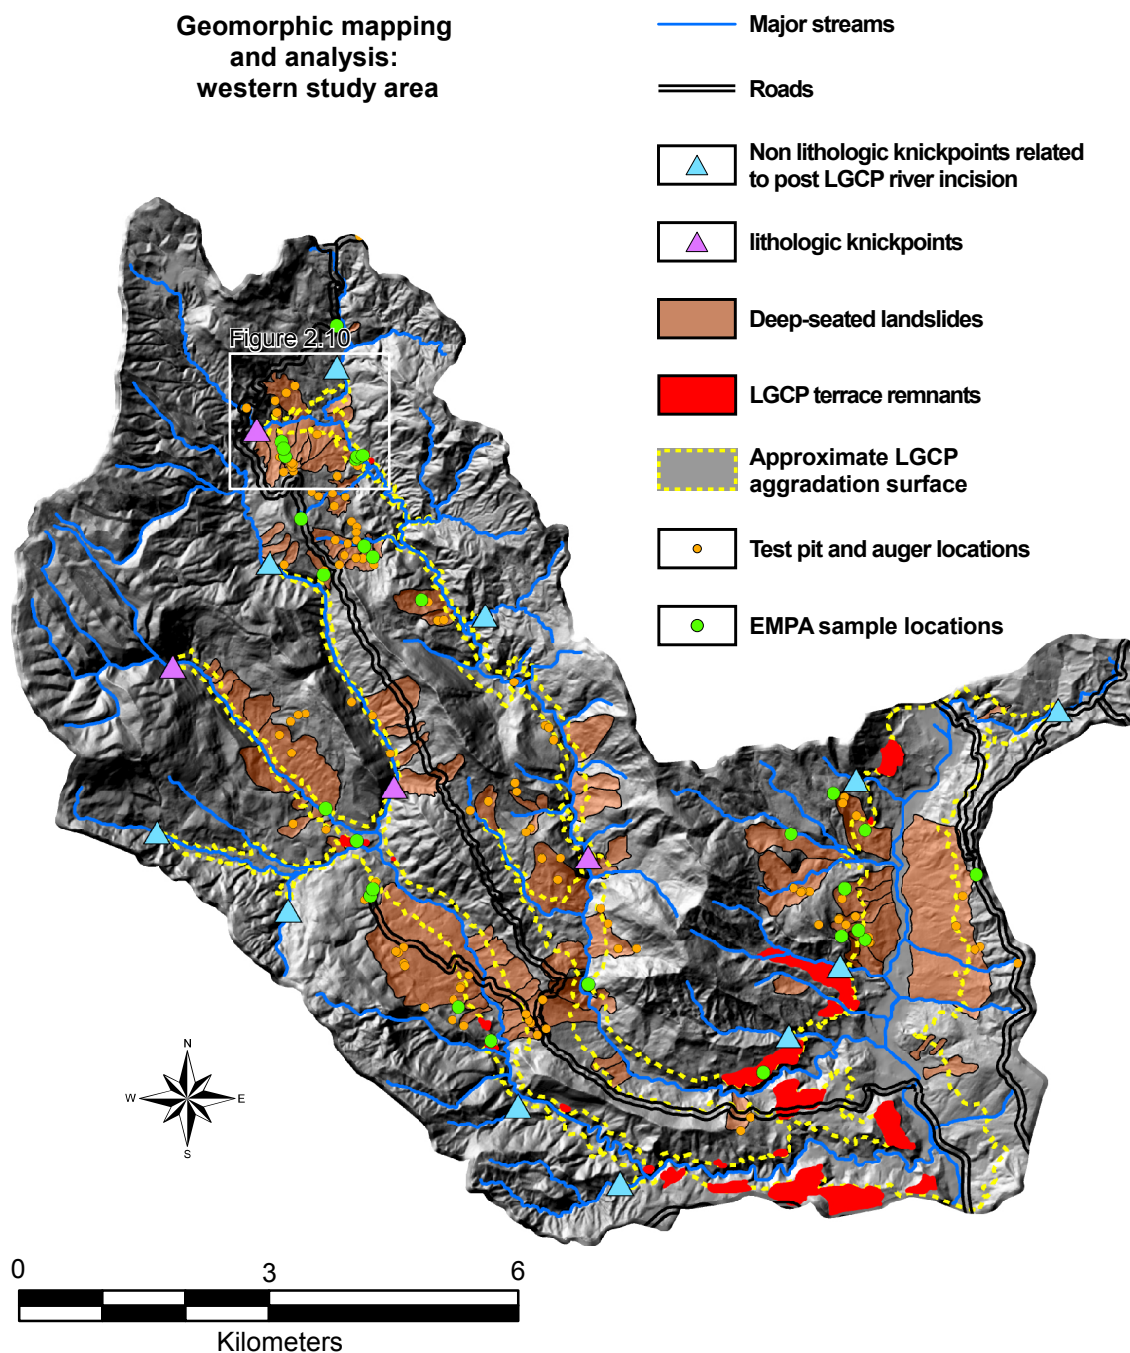 Geomorphic mapping
and analysis:
western study area
Major streams
Roads
Non lithologic knickpoints related
to post LGCP river incision
lithologic knickpoints
Deep-seated landslides
LGCP terrace remnants
Approximate LGCP
aggradation surface
Test pit and auger locations
EMPA sample locations
Figure 2.10
N
W E
S
0 3 6
Kilometers